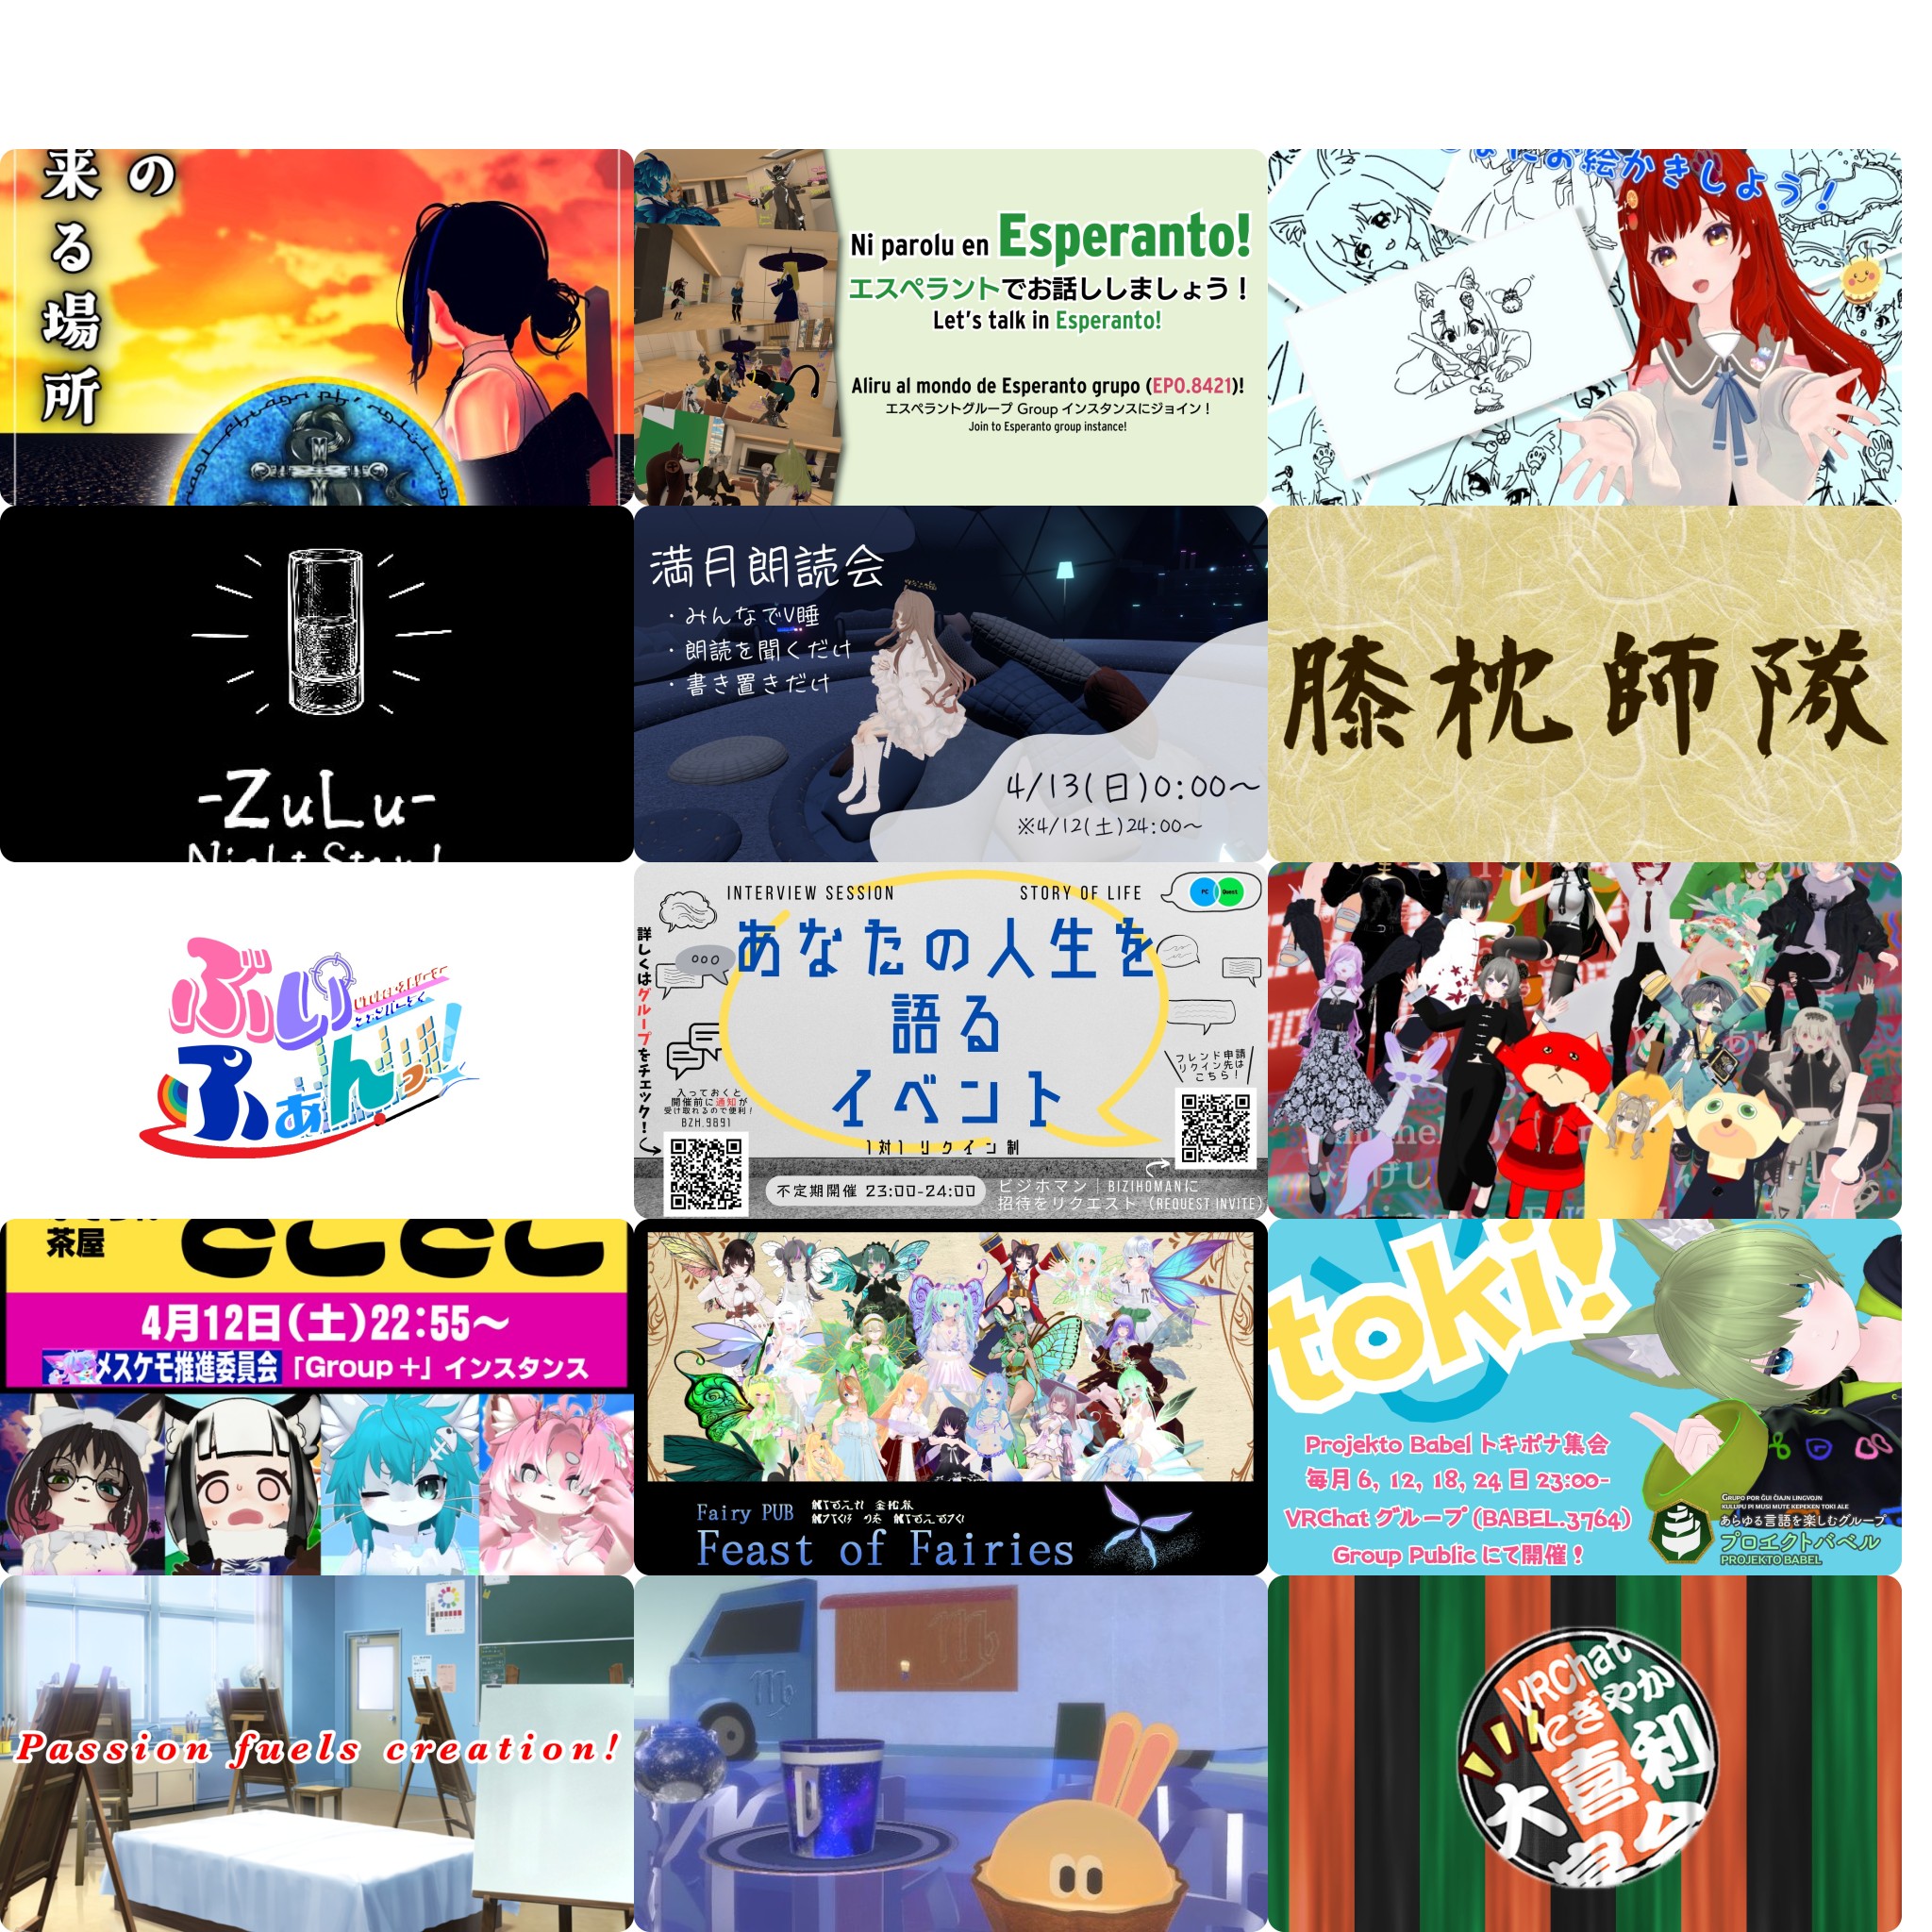 の
来る場所
Ni parolu en Esperanto!
エスペラントでお話ししましょう!
Let's talk in Esperanto!
Aliru al mondo de Esperanto grupo (EPO.8421)!
エスペラントグループ Group インスタンスにジョイン!
Join to Esperanto group instance!
お絵かきしよう!
-ZuLu-
満月朗読会
・みんなでV睡
・朗読を聞くだけ
・書き置きだけ
4/13(日)0:00〜
※4/12(土)24:00〜
膝枕師隊
ぶいふぁんっ!
INTERVIEW SESSION
STORY OF LIFE
PC Quest
あなたの人生を
語る
イベント
1対1 リクイン制
詳しくはグループをチェック!
入っておくと
開催前に通知が
受け取れるので便利!
BZH.9891
フレンド申請
リクイン先は
こちら!
不定期開催 23:00-24:00
ビジホマン|BIZIHOMANに
招待をリクエスト (REQUEST INVITE)
茶屋
4月12日(土)22:55〜
メスケモ推進委員会「Group+」インスタンス
Fairy PUB
Feast of Fairies
toki!
Projekto Babel トキポナ集会
毎月 6, 12, 18, 24 日 23:00-
VRChat グループ (BABEL.3764)
Group Public にて開催!
GRUPO POR ĈIUJ ĈIAJN LINGVOJN
KULUPU PI MUSI MUTE KEPEKEN TOKI ALE
あらゆる言語を楽しむグループ
プロエクトバベル
PROJEKTO BABEL
Passion fuels creation!
VRChat
にぎやか
大喜利